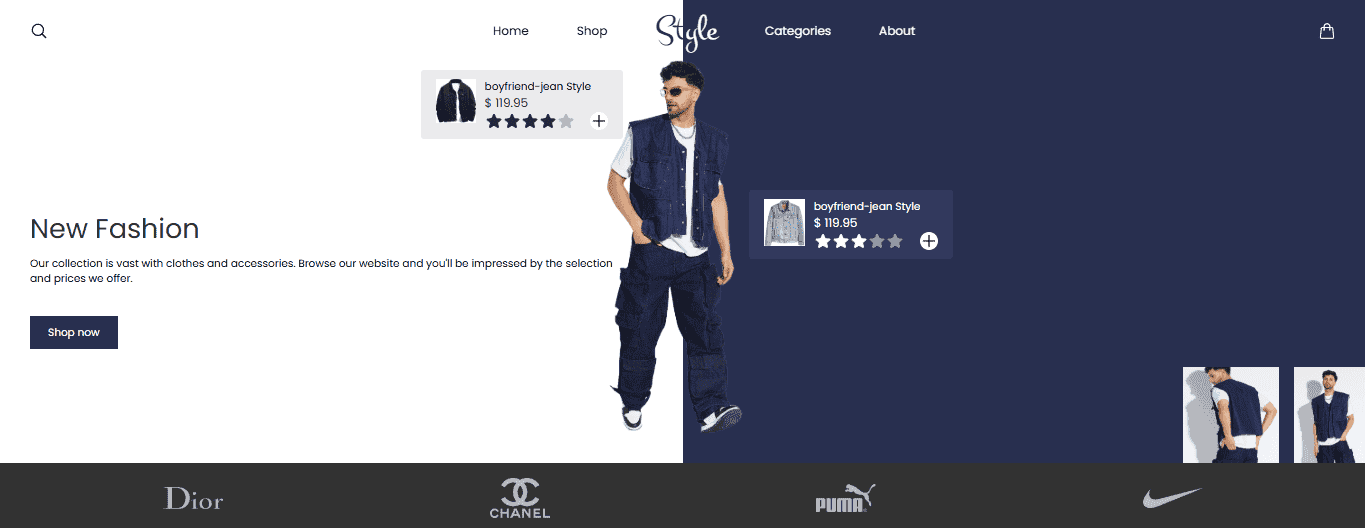 Home
Shop
Style
Categories
About
boyfriend-jean Style
$ 119.95
boyfriend-jean Style
$ 119.95
New Fashion
Our collection is vast with clothes and accessories. Browse our website and you'll be impressed by the selection
and prices we offer.
Shop now
Dior
CHANEL
PUMA